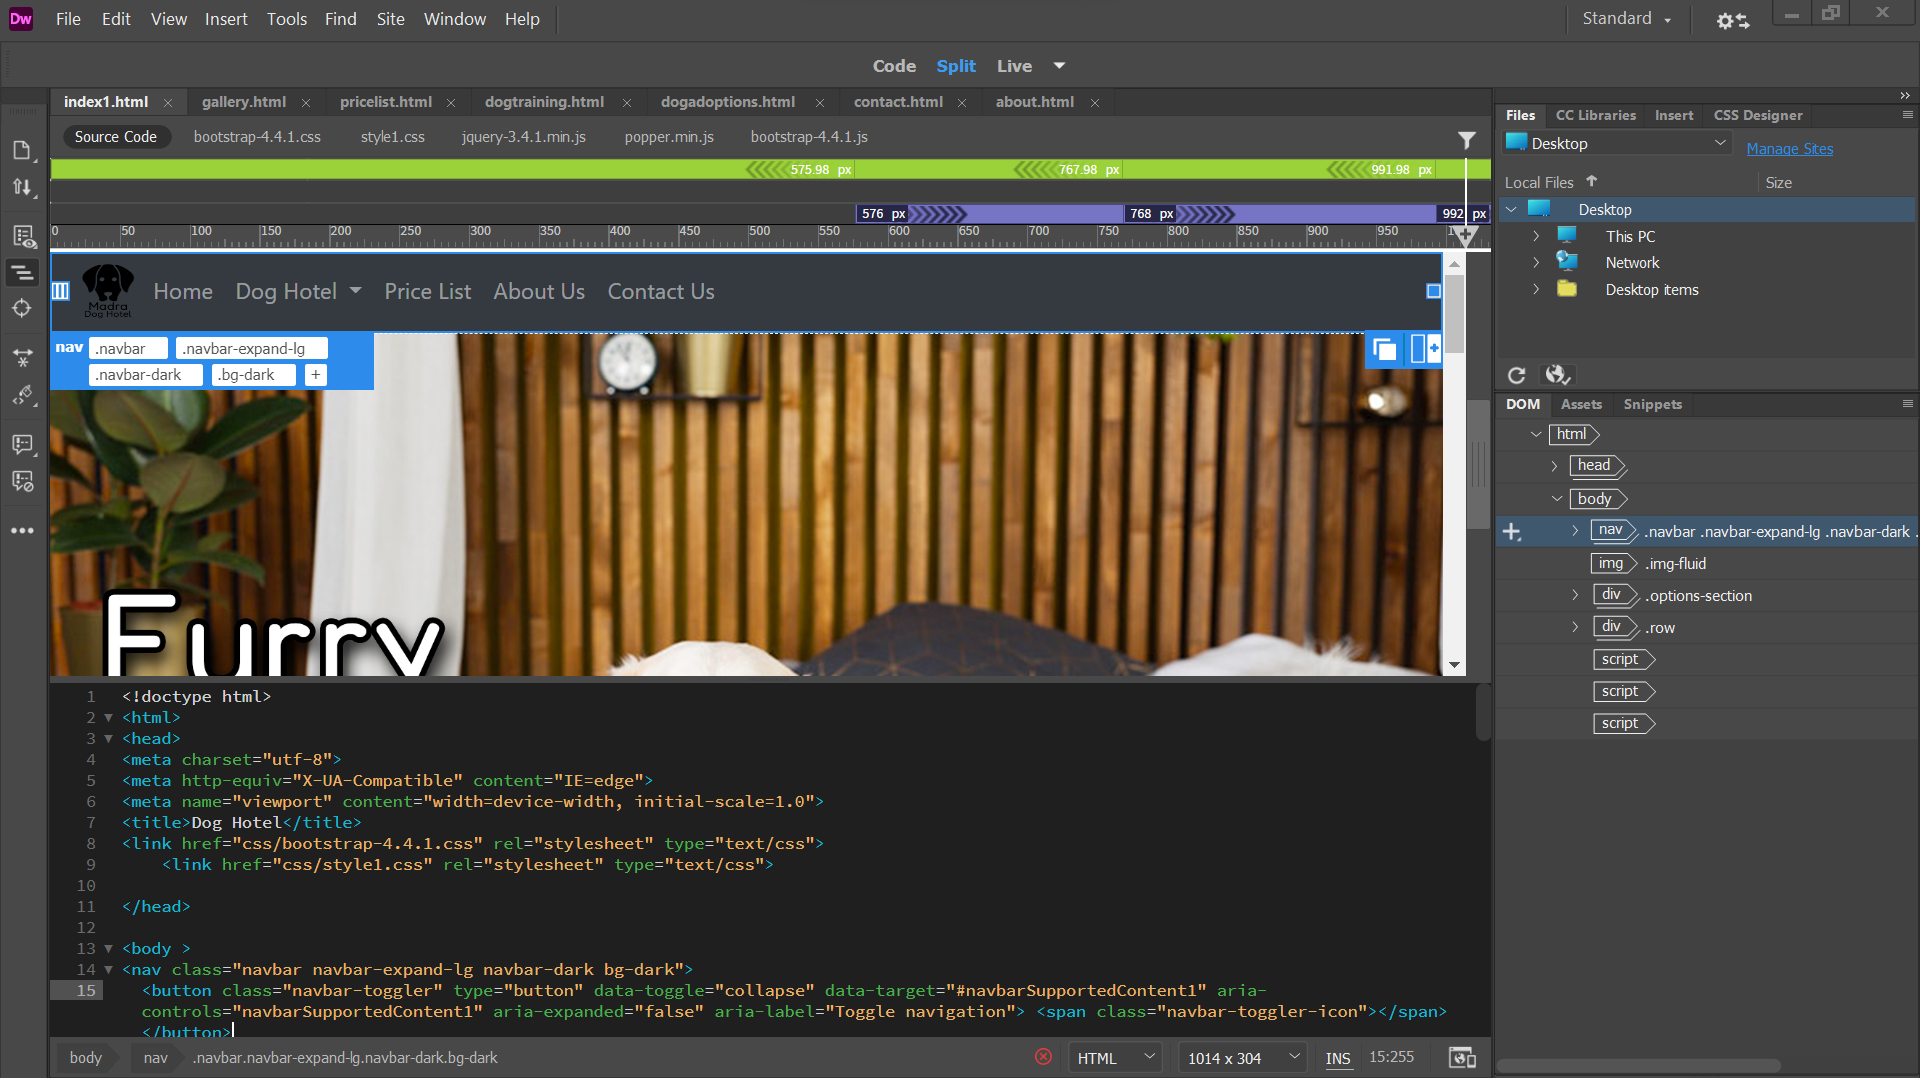 Dw File Edit View Insert Tools Find Site Window Help Standard
Code Split Live
index1.html gallery.html pricelist.html dogtraining.html dogadoptions.html contact.html about.html
Source Code bootstrap-4.4.1.css style1.css jquery-3.4.1.min.js popper.min.js bootstrap-4.4.1.js
575.98 px 767.98 px 991.98 px
576 px 768 px 992 px
0 50 100 150 200 250 300 350 400 450 500 550 600 650 700 750 800 850 900 950
Madra
Dog Hotel
Home Dog Hotel Price List About Us Contact Us
nav .navbar .navbar-expand-lg
.navbar-dark .bg-dark +
Furry
1 <!doctype html>
2 <html>
3 <head>
4 <meta charset="utf-8">
5 <meta http-equiv="X-UA-Compatible" content="IE=edge">
6 <meta name="viewport" content="width=device-width, initial-scale=1.0">
7 <title>Dog Hotel</title>
8 <link href="css/bootstrap-4.4.1.css" rel="stylesheet" type="text/css">
9 <link href="css/style1.css" rel="stylesheet" type="text/css">
10
11 </head>
12
13 <body >
14 <nav class="navbar navbar-expand-lg navbar-dark bg-dark">
15 <button class="navbar-toggler" type="button" data-toggle="collapse" data-target="#navbarSupportedContent1" aria-
controls="navbarSupportedContent1" aria-expanded="false" aria-label="Toggle navigation"> <span class="navbar-toggler-icon"></span>
</button>
body nav .navbar.navbar-expand-lg.navbar-dark.bg-dark HTML 1014 x 304 INS 15:255
Files CC Libraries Insert CSS Designer
Desktop Manage Sites
Local Files Size
Desktop
This PC
Network
Desktop items
DOM Assets Snippets
html
head
body
nav .navbar .navbar-expand-lg .navbar-dark .
img .img-fluid
div .options-section
div .row
script
script
script